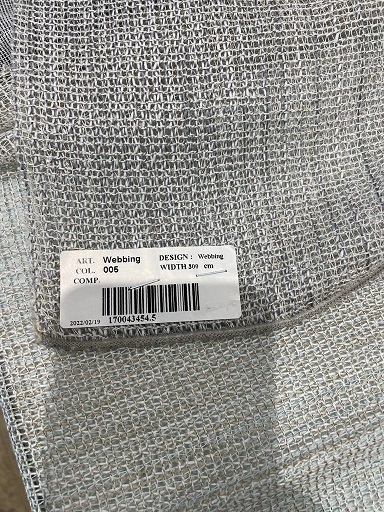 ART. Webbing DESIGN : Webbing
COL. 005 WIDTH 300 cm
COMP.
2022/02/19 170043454.5